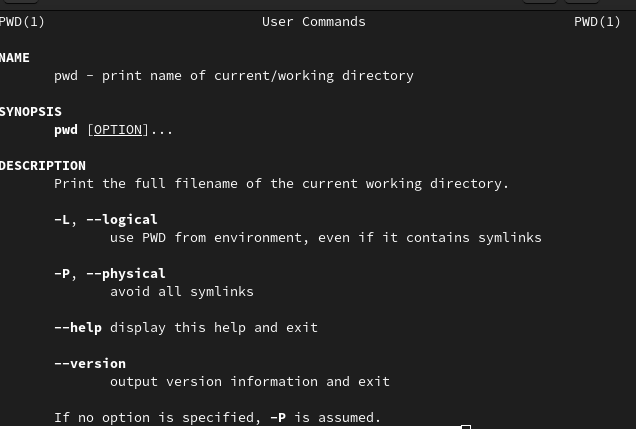 PWD(1) User Commands PWD(1)
NAME
pwd - print name of current/working directory
SYNOPSIS
pwd [OPTION]...
DESCRIPTION
Print the full filename of the current working directory.
-L, --logical
use PWD from environment, even if it contains symlinks
-P, --physical
avoid all symlinks
--help display this help and exit
--version
output version information and exit
If no option is specified, -P is assumed.